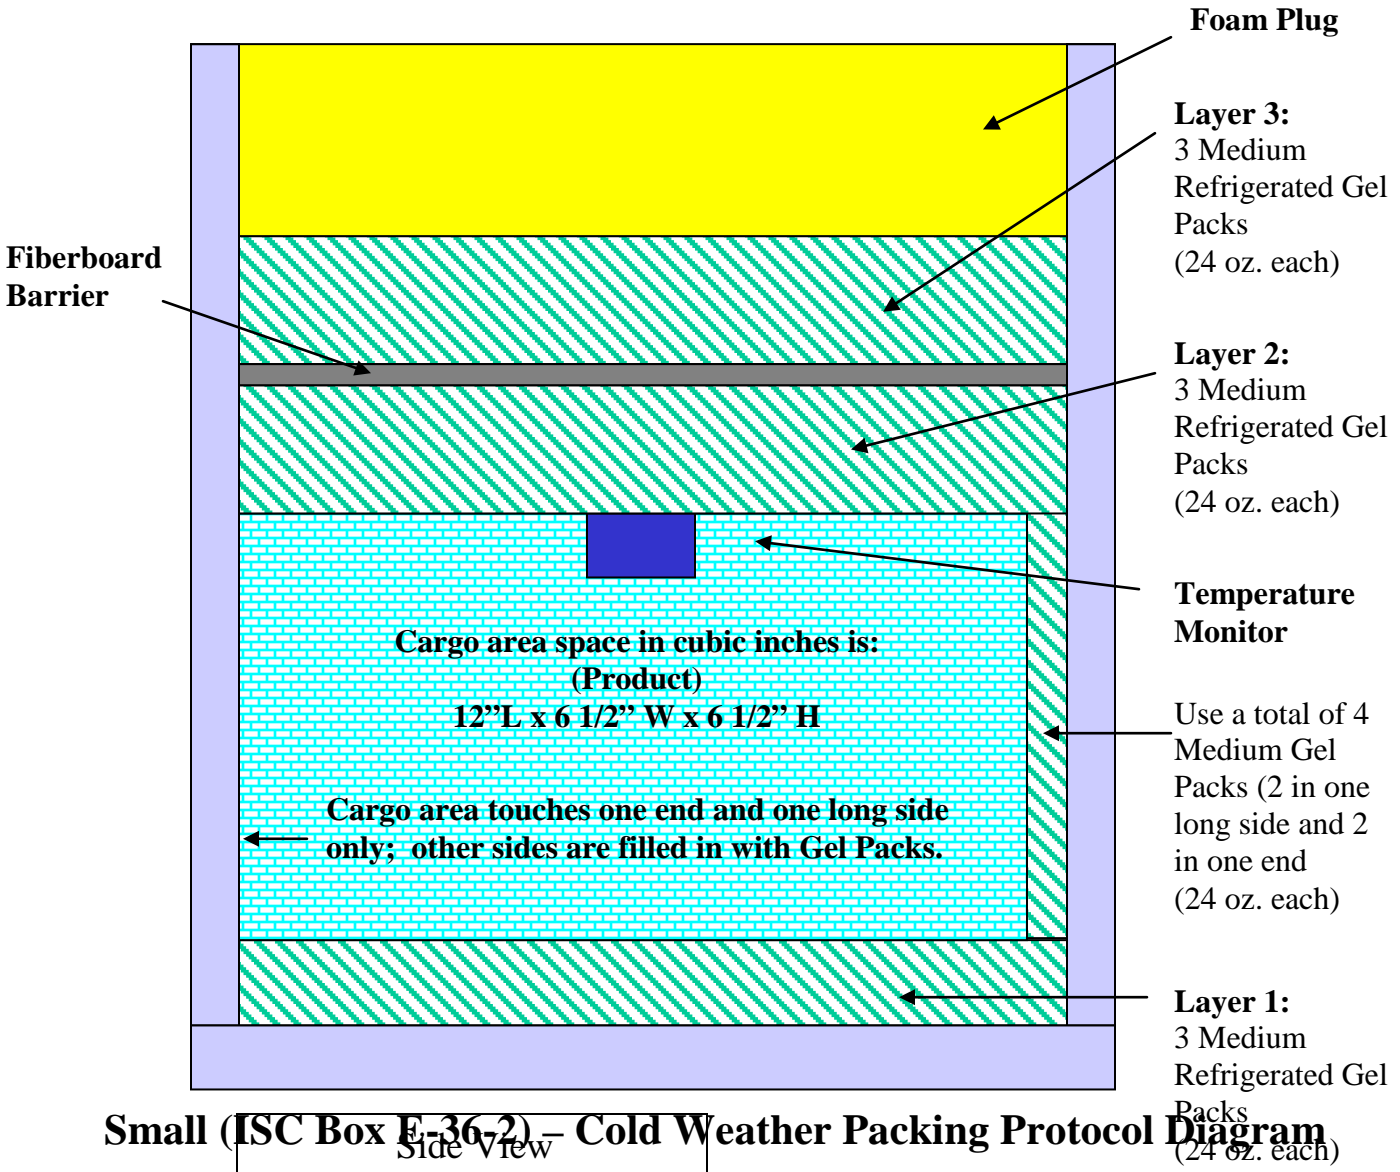 Foam Plug
Layer 3:
3 Medium
Refrigerated Gel
Packs
(24 oz. each)
Fiberboard
Barrier
Layer 2:
3 Medium
Refrigerated Gel
Packs
(24 oz. each)
Temperature
Monitor
Cargo area space in cubic inches is:
(Product)
12”L x 6 1/2” W x 6 1/2” H
Use a total of 4
Medium Gel
Packs (2 in one
long side and 2
in one end
(24 oz. each)
Cargo area touches one end and one long side
only;  other sides are filled in with Gel Packs.
Layer 1:
3 Medium
Refrigerated Gel
Packs
(24 oz. each)
Small (ISC Box E-36-2) – Cold Weather Packing Protocol Diagram
Side View